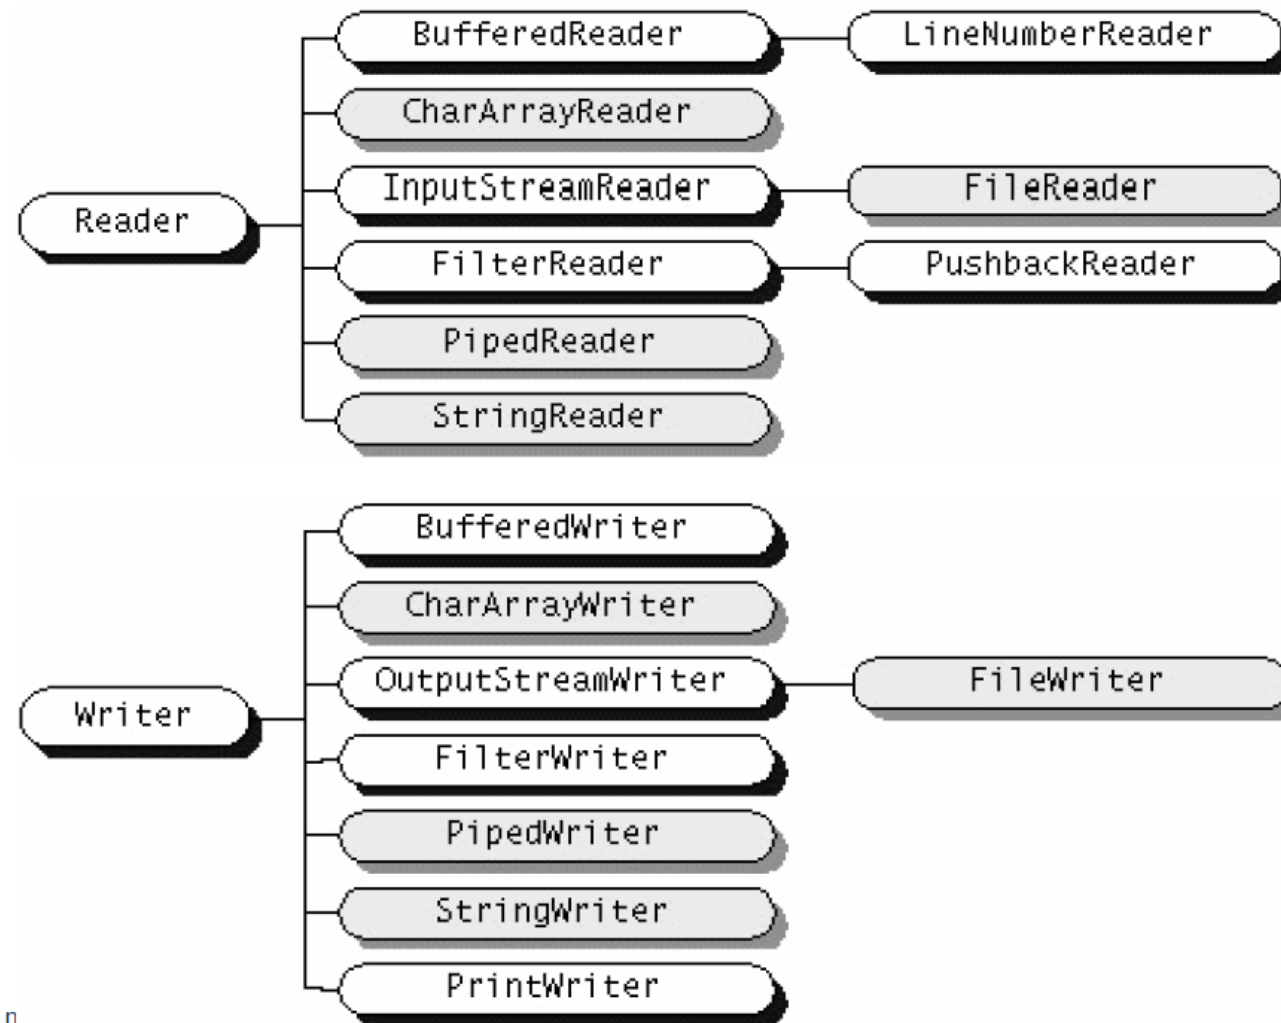 BufferedReader LineNumberReader
CharArrayReader
InputStreamReader FileReader
Reader
FilterReader PushbackReader
PipedReader
StringReader
BufferedWriter
CharArrayWriter
OutputStreamWriter FileWriter
Writer
FilterWriter
PipedWriter
StringWriter
PrintWriter
n